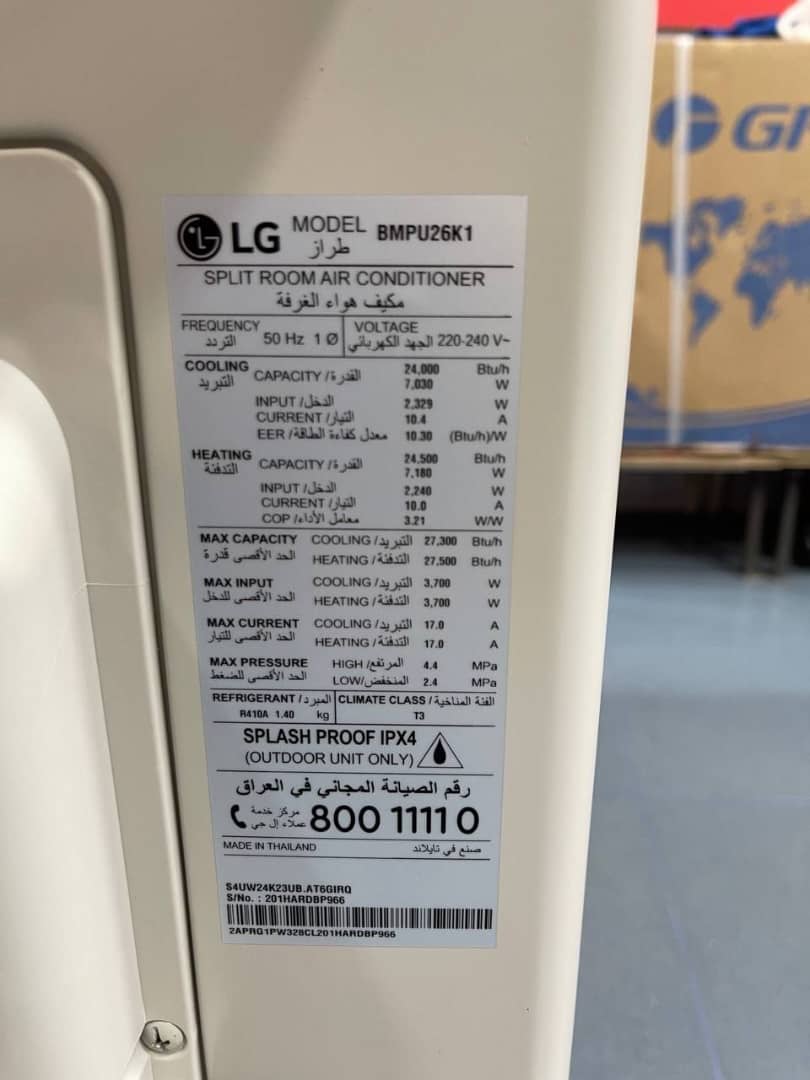 GR
LG MODEL BMPU26K1
طراز
SPLIT ROOM AIR CONDITIONER
مكيف هواء الغرفة
FREQUENCY 50 Hz 1 Ø VOLTAGE 220-240 V~
التردد الجهد الكهربائي
COOLING CAPACITY / القدرة 24,000 Btu/h
التبريد 7,030 W
INPUT / الدخل 2,329 W
CURRENT / التيار 10.4 A
EER / معدل كفاءة الطاقة 10.30 (Btu/h)/W
HEATING CAPACITY / القدرة 24,500 Btu/h
التدفئة 7,180 W
INPUT / الدخل 2,240 W
CURRENT / التيار 10.0 A
COP / معامل الأداء 3.21 W/W
MAX CAPACITY COOLING / التبريد 27,300 Btu/h
الحد الأقصى قدرة HEATING / التدفئة 27,500 Btu/h
MAX INPUT COOLING / التبريد 3,700 W
الحد الأقصى للدخل HEATING / التدفئة 3,700 W
MAX CURRENT COOLING / التبريد 17.0 A
الحد الأقصى للتيار HEATING / التدفئة 17.0 A
MAX PRESSURE HIGH / المرتفع 4.4 MPa
الحد الأقصى للضغط LOW / المنخفض 2.4 MPa
REFRIGERANT / المبرد CLIMATE CLASS / الفئة المناخية
R410A 1.40 kg T3
SPLASH PROOF IPX4
(OUTDOOR UNIT ONLY)
رقم الصيانة المجاني في العراق
مركز خدمة
عملاء إل جي 800 11110
MADE IN THAILAND صنع في تايلاند
S4UW24K23UB.AT6GIRQ
S/No. : 201HARDBP966
2APRQ1PW328CL201HARDBP966